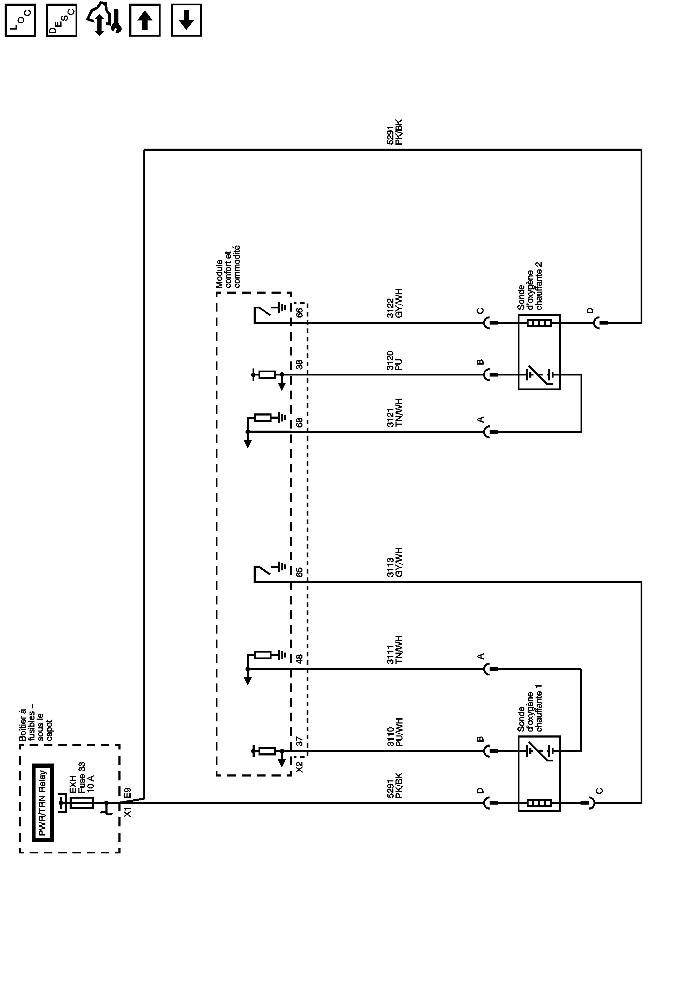 LOC
DESC
Boîtier à
fusibles –
sous le
capot
PWR/TRN Relay
EXH
Fuse 33
10 A
X1
E9
5291
PK/BK
Module
confort et
commodité
X2
37
48
65
69
38
66
5291
PK/BK
3110
PU/WH
3111
TN/WH
3113
GY/WH
3121
TN/WH
3120
PU
3122
GY/WH
D
B
A
A
B
C
Sonde
d'oxygène
chauffante 1
Sonde
d'oxygène
chauffante 2
C
D